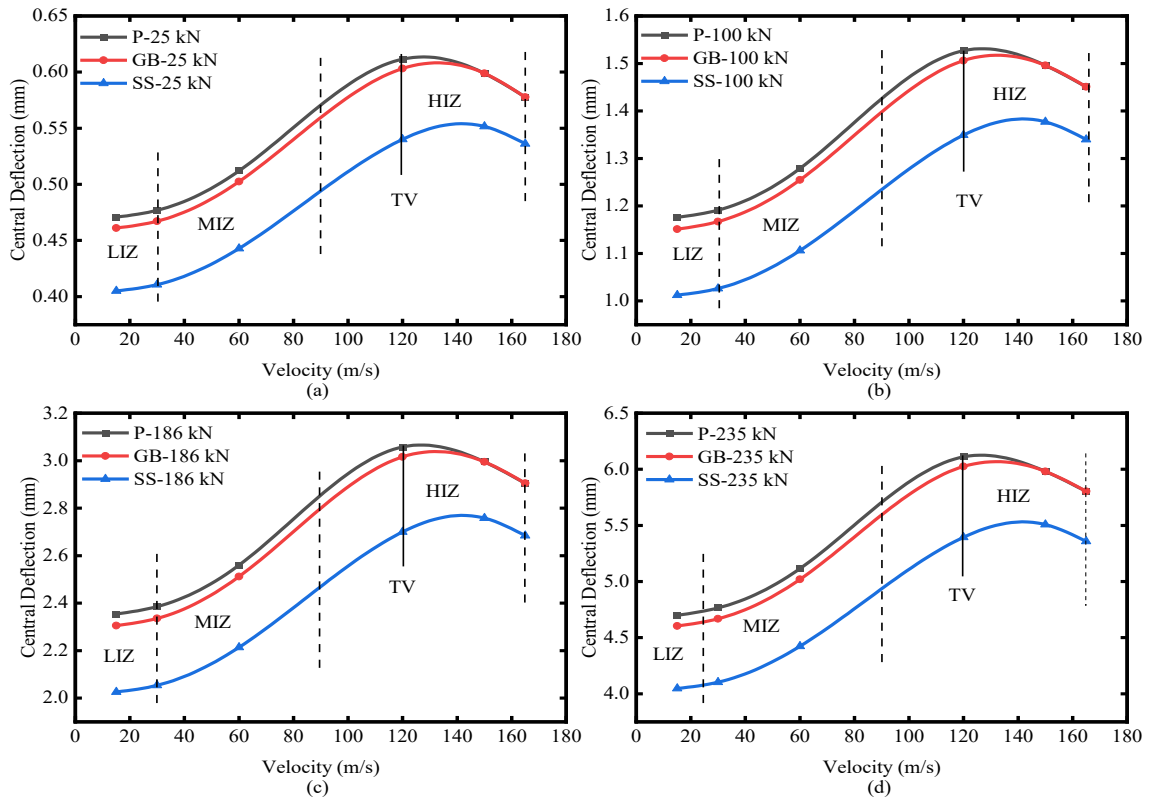 0.65
0.60
0.55
0.50
0.45
0.40
Central Deflection (mm)
P-25 kN
GB-25 kN
SS-25 kN
LIZ
MIZ
TV
HIZ
0 20 40 60 80 100 120 140 160 180
Velocity (m/s)
(a)
1.6
1.5
1.4
1.3
1.2
1.1
1.0
Central Deflection (mm)
P-100 kN
GB-100 kN
SS-100 kN
LIZ
MIZ
TV
HIZ
0 20 40 60 80 100 120 140 160 180
Velocity (m/s)
(b)
3.2
3.0
2.8
2.6
2.4
2.2
2.0
Central Deflection (mm)
P-186 kN
GB-186 kN
SS-186 kN
LIZ
MIZ
TV
HIZ
0 20 40 60 80 100 120 140 160 180
Velocity (m/s)
(c)
6.5
6.0
5.5
5.0
4.5
4.0
Central Deflection (mm)
P-235 kN
GB-235 kN
SS-235 kN
LIZ
MIZ
TV
HIZ
0 20 40 60 80 100 120 140 160 180
Velocity (m/s)
(d)